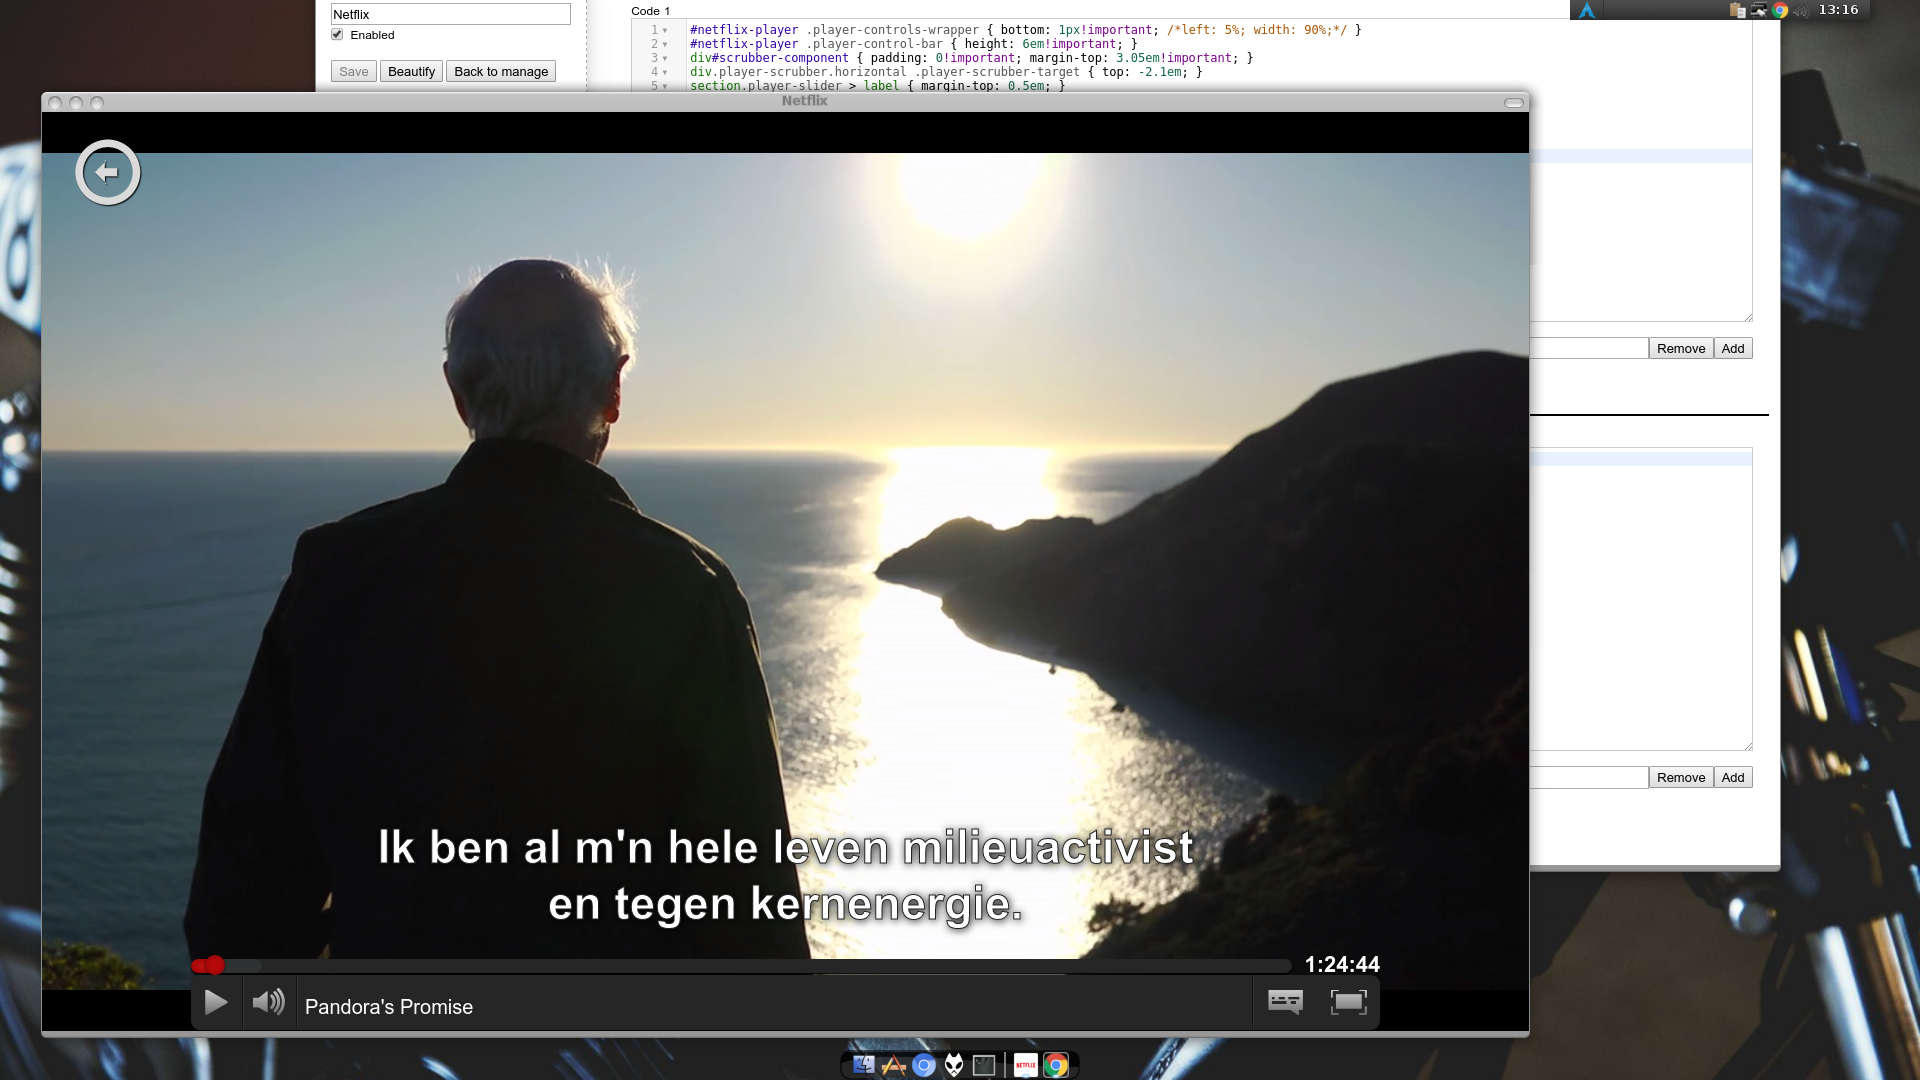 Netflix
Enabled
Save Beautify Back to manage
Code 1
1 #netflix-player .player-controls-wrapper { bottom: 1px!important; /*left: 5%; width: 90%;*/ }
2 #netflix-player .player-control-bar { height: 6em!important; }
3 div#scrubber-component { padding: 0!important; margin-top: 3.05em!important; }
4 div.player-scrubber.horizontal .player-scrubber-target { top: -2.1em; }
5 section.player-slider > label { margin-top: 0.5em; }
13:16
Netflix
Remove Add
Remove Add
Ik ben al m'n hele leven milieuactivist
en tegen kernenergie.
1:24:44
Pandora's Promise
NETFLIX